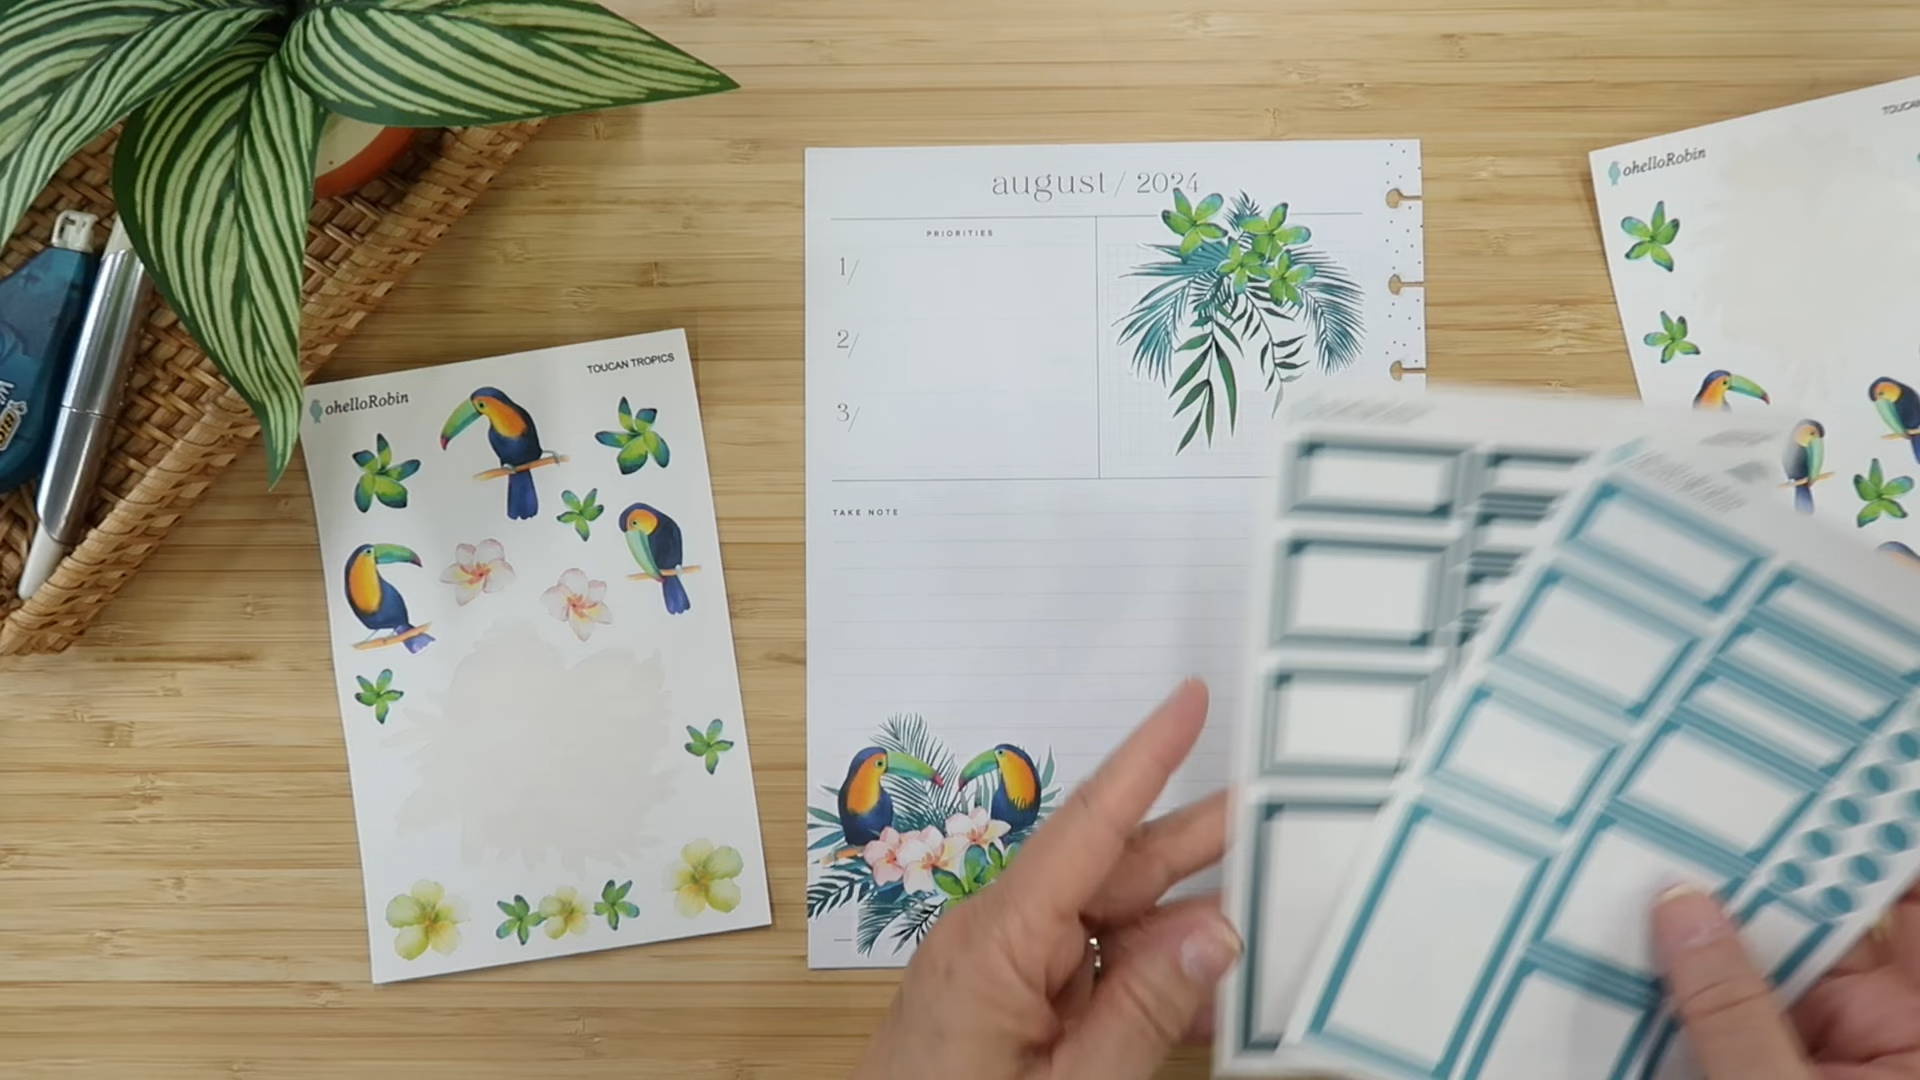 august / 2024
PRIORITIES
1/
2/
3/
TAKE NOTE
ohelloRobin
TOUCAN TROPICS
ohelloRobin